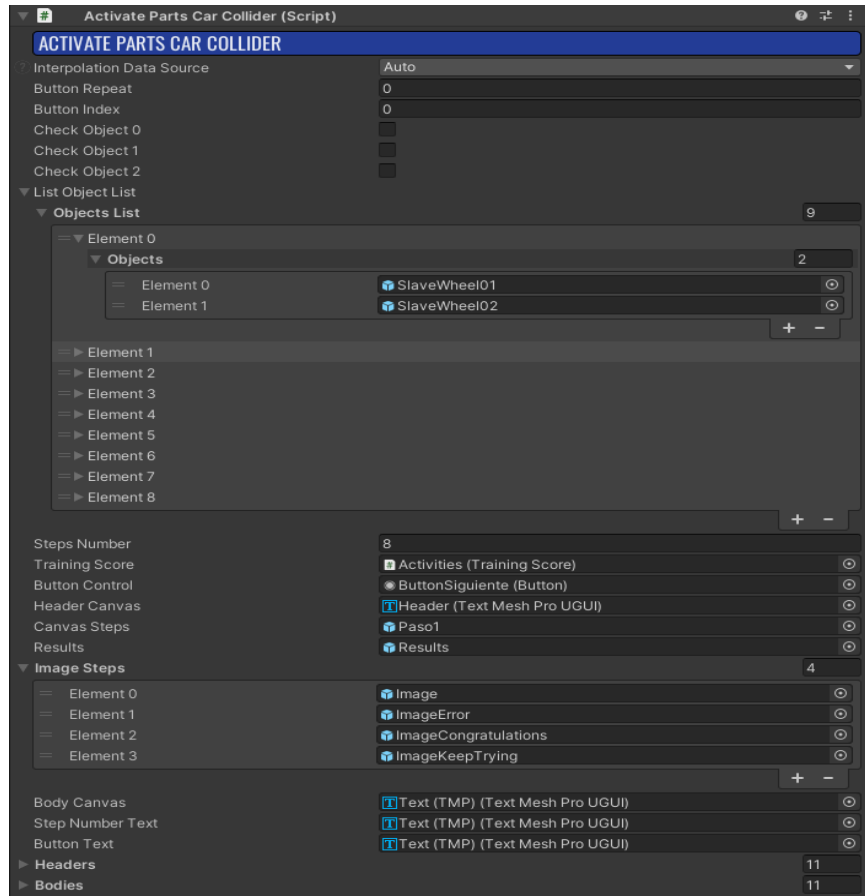 # Activate Parts Car Collider (Script)
ACTIVATE PARTS CAR COLLIDER
Interpolation Data Source Auto
Button Repeat 0
Button Index 0
Check Object 0
Check Object 1
Check Object 2
List Object List
Objects List 9
Element 0
Objects 2
Element 0 SlaveWheel01
Element 1 SlaveWheel02
+ −
Element 1
Element 2
Element 3
Element 4
Element 5
Element 6
Element 7
Element 8
+ −
Steps Number 8
Training Score # Activities (Training Score)
Button Control ButtonSiguiente (Button)
Header Canvas T Header (Text Mesh Pro UGUI)
Canvas Steps Paso1
Results Results
Image Steps 4
Element 0 Image
Element 1 ImageError
Element 2 ImageCongratulations
Element 3 ImageKeepTrying
+ −
Body Canvas T Text (TMP) (Text Mesh Pro UGUI)
Step Number Text T Text (TMP) (Text Mesh Pro UGUI)
Button Text T Text (TMP) (Text Mesh Pro UGUI)
Headers 11
Bodies 11